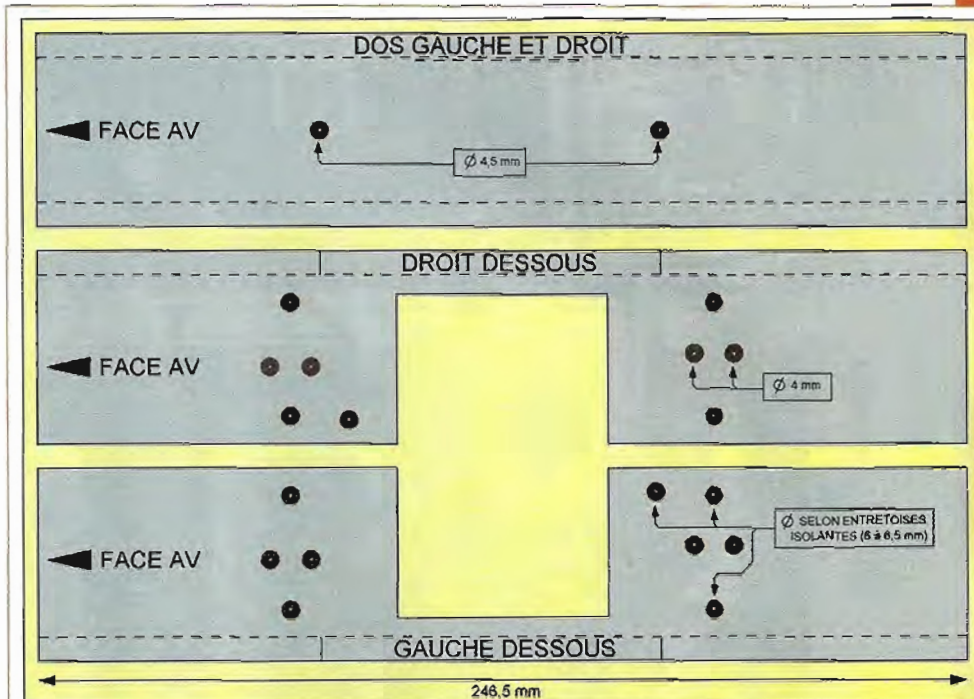 DOS GAUCHE ET DROIT
FACE AV
Ø 4,5 mm
DROIT DESSOUS
FACE AV
Ø 4 mm
Ø SELON ENTRETOISES
ISOLANTES (6 à 6,5 mm)
FACE AV
GAUCHE DESSOUS
246,5 mm